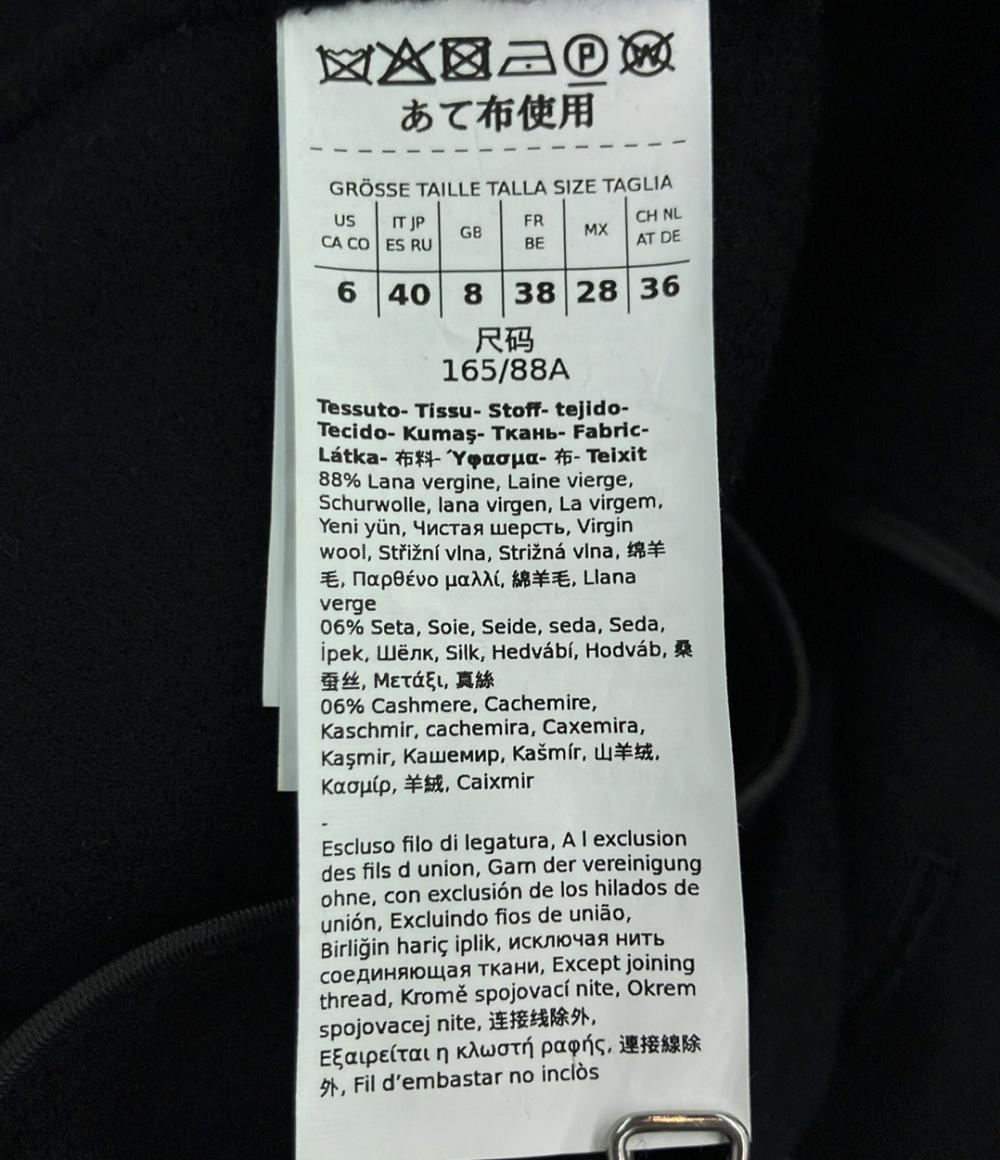 P W
あて布使用
GRÖSSE TAILLE TALLA SIZE TAGLIA
US IT JP GB FR MX CH NL
CA CO ES RU BE AT DE
6 40 8 38 28 36
尺码
165/88A
Tessuto- Tissu- Stoff- tejido-
Tecido- Kumaş- Ткань- Fabric-
Látka- 布料- Ύφασμα- 布- Teixit
88% Lana vergine, Laine vierge,
Schurwolle, lana virgen, La virgem,
Yeni yün, Чистая шерсть, Virgin
wool, Střižní vlna, Strižná vlna, 绵羊
毛, Παρθένο μαλλί, 綿羊毛, Llana
verge
06% Seta, Soie, Seide, seda, Seda,
İpek, Шёлк, Silk, Hedvábí, Hodváb, 桑
蚕丝, Μετάξι, 真絲
06% Cashmere, Cachemire,
Kaschmir, cachemira, Caxemira,
Kaşmir, Кашемир, Kašmír, 山羊绒,
Κασμίρ, 羊絨, Caixmir
-
Escluso filo di legatura, A l exclusion
des fils d union, Garn der vereinigung
ohne, con exclusión de los hilados de
unión, Excluindo fios de união,
Birliğin hariç iplik, исключая нить
соединяющая ткани, Except joining
thread, Kromě spojovací nite, Okrem
spojovacej nite, 连接线除外,
Εξαιρείται η κλωστή ραφής, 連接線除
外, Fil d’embastar no inclòs